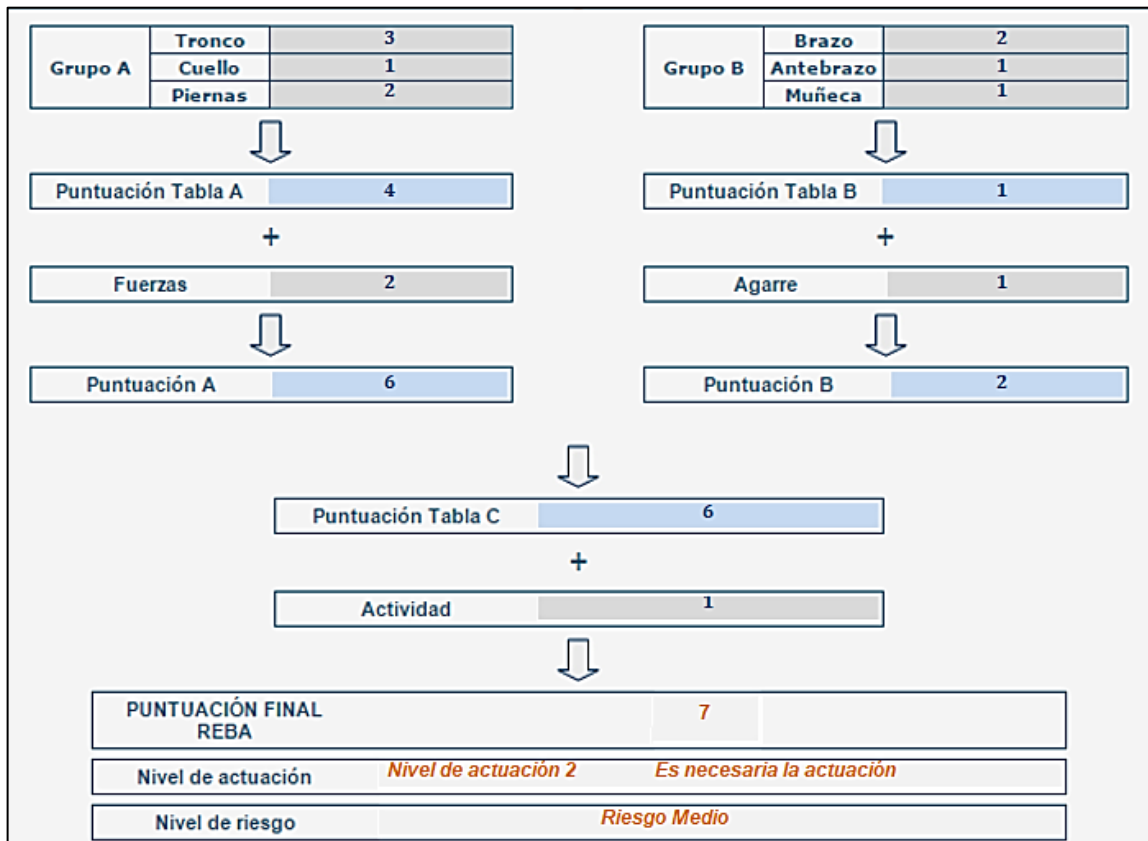 Grupo A
Tronco 3
Cuello 1
Piernas 2
Grupo B
Brazo 2
Antebrazo 1
Muñeca 1
Puntuación Tabla A 4
Puntuación Tabla B 1
+
+
Fuerzas 2
Agarre 1
Puntuación A 6
Puntuación B 2
Puntuación Tabla C 6
+
Actividad 1
PUNTUACIÓN FINAL
REBA
7
Nivel de actuación Nivel de actuación 2 Es necesaria la actuación
Nivel de riesgo Riesgo Medio